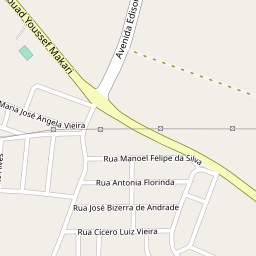 ouad Youssef Makari
Avenida Edison
Maria José Angela Vieira
Rua Manoel Felipe da Silva
Rua Antonia Florinda
Rua José Bizerra de Andrade
Rua Cicero Luiz Vieira